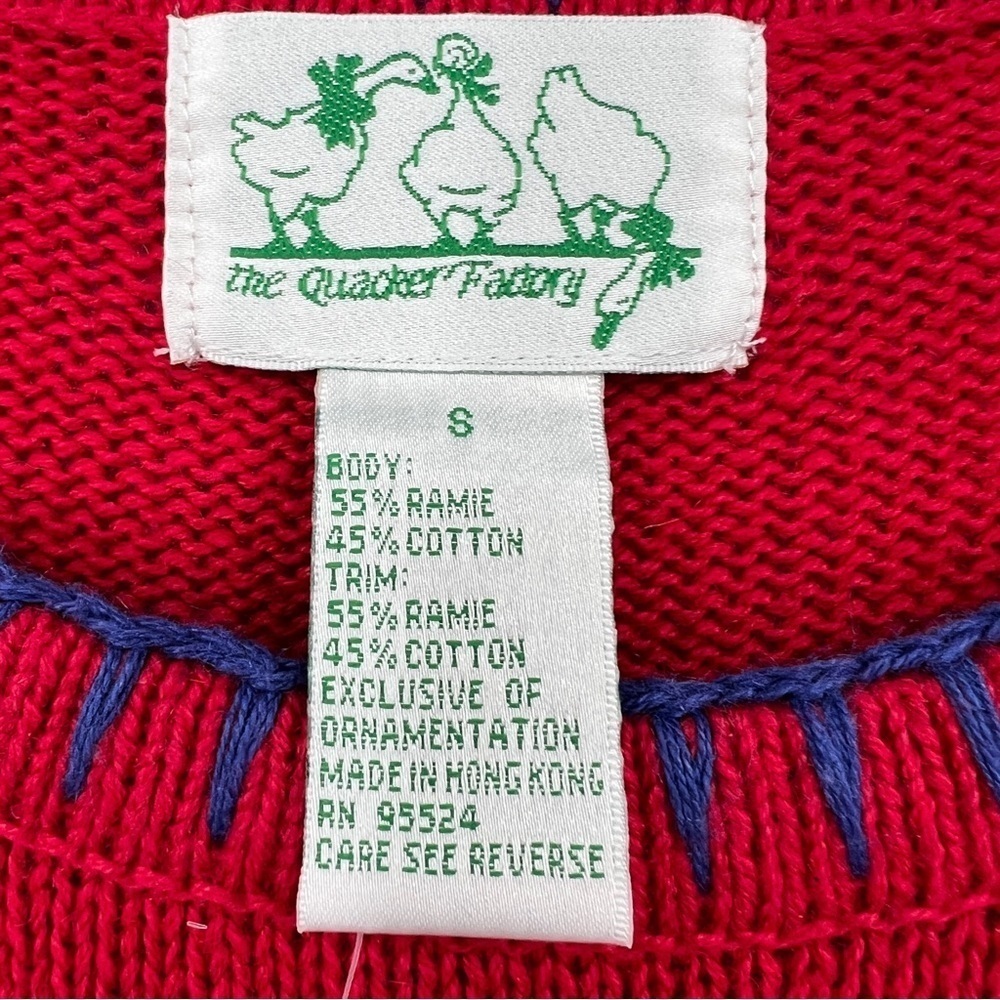 the Quacker Factory
S
BODY:
55% RAMIE
45% COTTON
TRIM:
55% RAMIE
45% COTTON
EXCLUSIVE OF
ORNAMENTATION
MADE IN HONG KONG
RN 95524
CARE SEE REVERSE